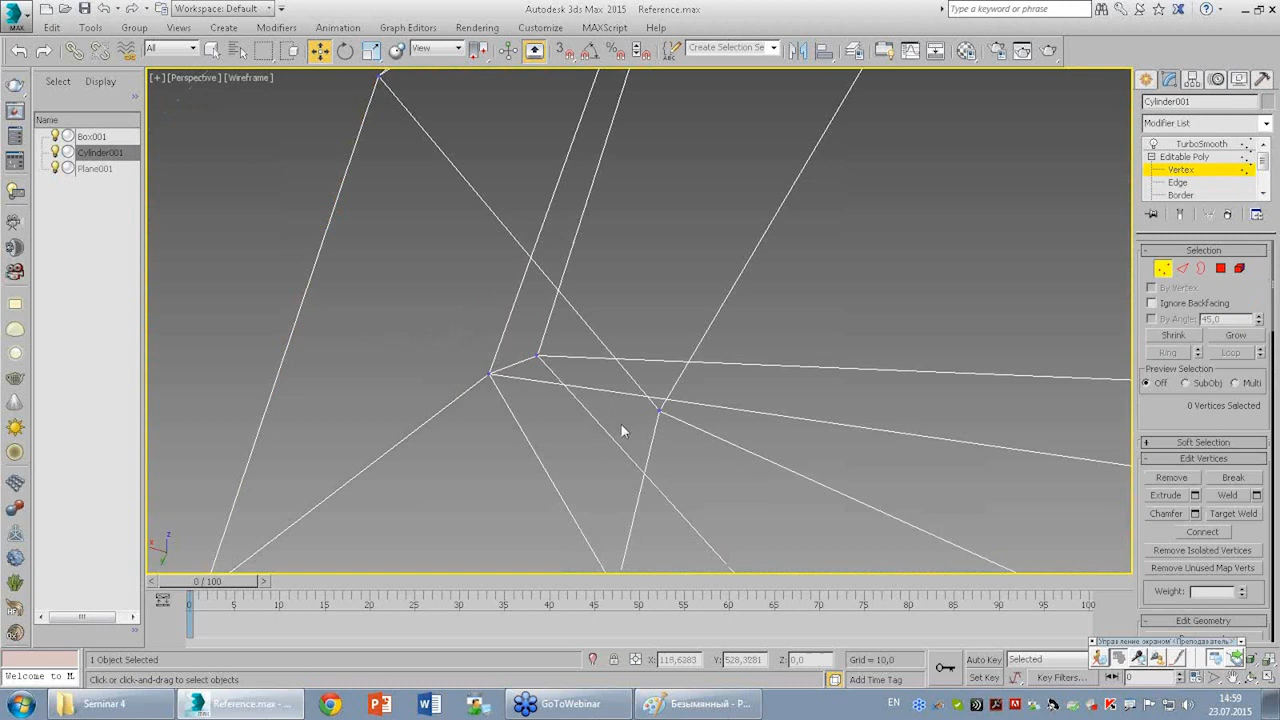 Workspace: Default
Autodesk 3ds Max 2015
Reference.max
Type a keyword or phrase
MAX
Edit
Tools
Group
Views
Create
Modifiers
Animation
Graph Editors
Rendering
Customize
MAXScript
Help
All
View
3
Create Selection Se
Select
Display
[+] [Perspective] [Wireframe]
Name
Box001
Cylinder001
Plane001
Cylinder001
Modifier List
TurboSmooth
Editable Poly
Vertex
Edge
Border
Selection
By Vertex
Ignore Backfacing
By Angle: 45,0
Shrink
Grow
Ring
Loop
Preview Selection
Off
SubObj
Multi
0 Vertices Selected
Soft Selection
Edit Vertices
Remove
Break
Extrude
Weld
Chamfer
Target Weld
Connect
Remove Isolated Vertices
Remove Unused Map Verts
Weight:
Edit Geometry
z
x
y
0 / 100
0
5
10
15
20
25
30
35
40
45
50
55
60
65
70
75
80
85
90
95
100
Управление экраном "Преподаватель"
1 Object Selected
X: 118,6283
Y: 528,3281
Z: 0,0
Grid = 10,0
Auto Key
Selected
Welcome to M
Click or click-and-drag to select objects
Add Time Tag
Set Key
Key Filters...
0
Seminar 4
Reference.max - ...
GoToWebinar
Безымянный - P...
EN
14:59
23.07.2015